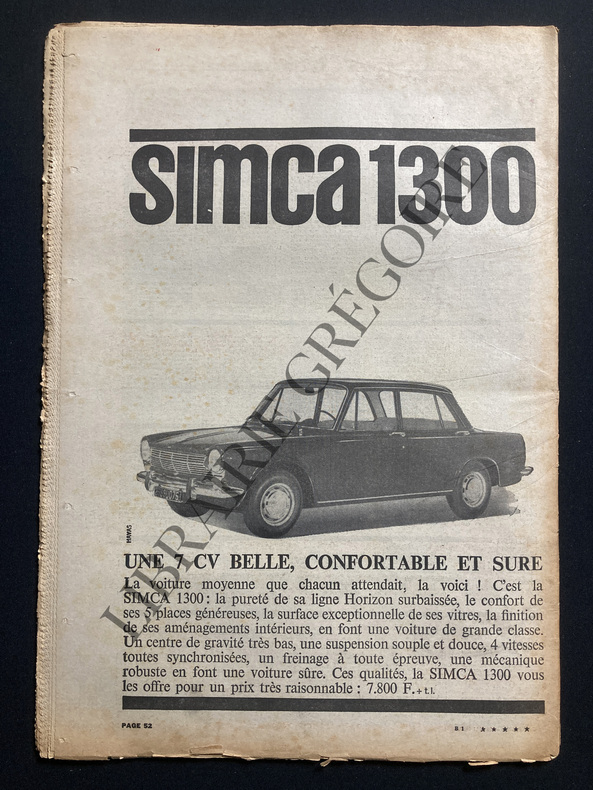 simca 1300
LIBRAIRIE GRÉGOIRE
HAVAS
UNE 7 CV BELLE, CONFORTABLE ET SURE
La voiture moyenne que chacun attendait, la voici ! C'est la
SIMCA 1300 : la pureté de sa ligne Horizon surbaissée, le confort de
ses 5 places généreuses, la surface exceptionnelle de ses vitres, la finition
de ses aménagements intérieurs, en font une voiture de grande classe.
Un centre de gravité très bas, une suspension souple et douce, 4 vitesses
toutes synchronisées, un freinage à toute épreuve, une mécanique
robuste en font une voiture sûre. Ces qualités, la SIMCA 1300 vous
les offre pour un prix très raisonnable : 7.800 F. + t.l.
PAGE 52
★ ★ ★ ★ ★